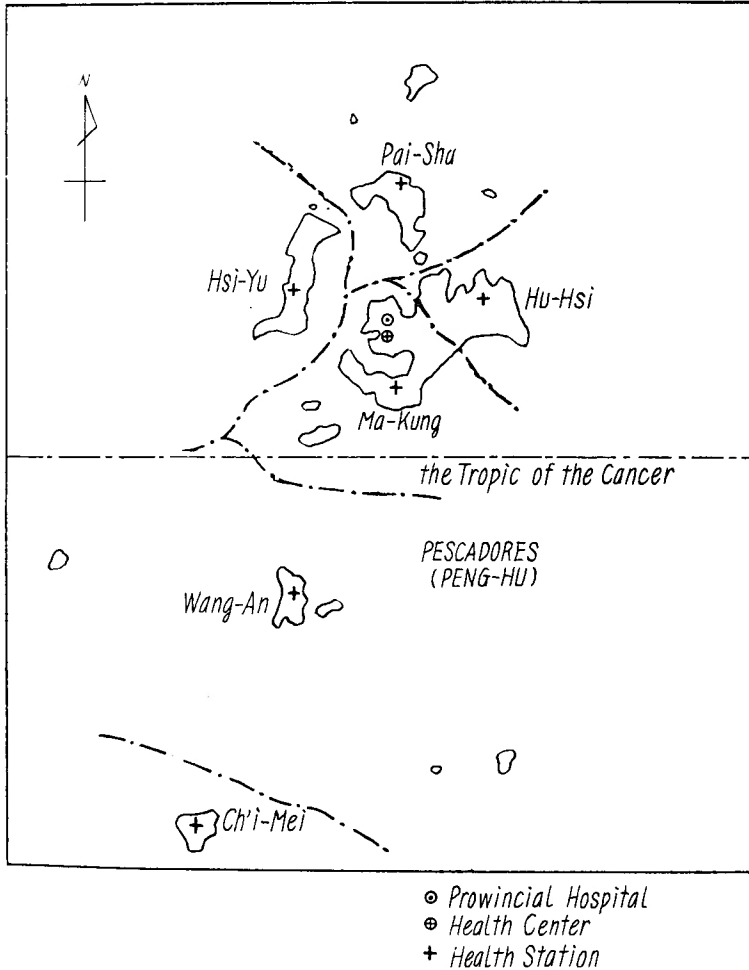 N
Pai-Sha
Hsi-Yu
Hu-Hsi
Ma-Kung
the Tropic of the Cancer
PESCADORES
(PENG-HU)
Wang-An
Ch'i-Mei
Prowincial Hospital
Health Center
Health Station